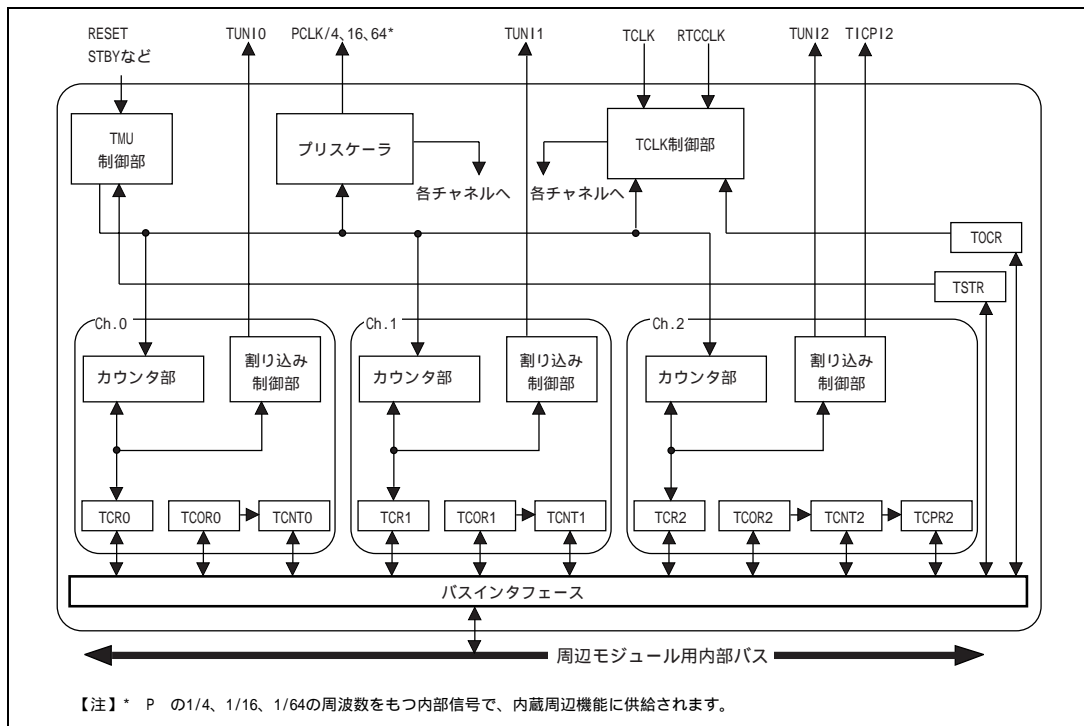 RESET
STBYなど
TUNI0
PCLK/4、16、64*
TUNI1
TCLK
RTCCLK
TUNI2
TICPI2
TMU
制御部
プリスケーラ
各チャネルへ
各チャネルへ
TCLK制御部
TOCR
TSTR
Ch.0
カウンタ部
割り込み
制御部
TCR0
TCOR0
TCNT0
Ch.1
カウンタ部
割り込み
制御部
TCR1
TCOR1
TCNT1
Ch.2
カウンタ部
割り込み
制御部
TCR2
TCOR2
TCNT2
TCPR2
バスインタフェース
周辺モジュール用内部バス
【注】* P の1/4、1/16、1/64の周波数をもつ内部信号で、内蔵周辺機能に供給されます。